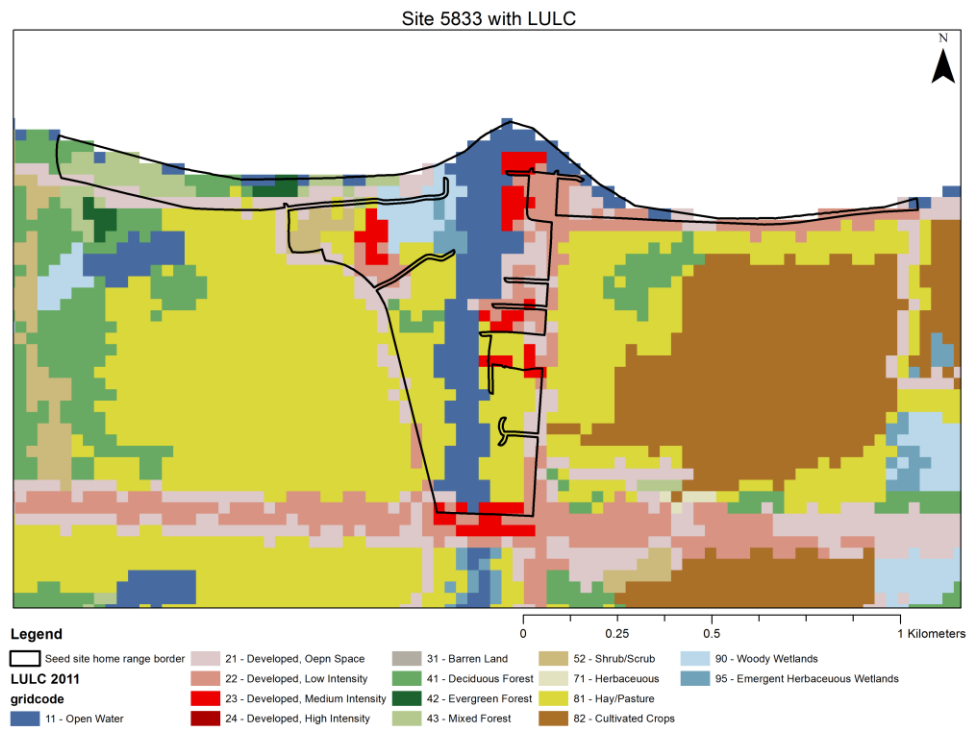 Site 5833 with LULC
N
0 0.25 0.5 1 Kilometers
Legend
Seed site home range border
LULC 2011
gridcode
11 - Open Water
21 - Developed, Oepn Space
22 - Developed, Low Intensity
23 - Developed, Medium Intensity
24 - Developed, High Intensity
31 - Barren Land
41 - Deciduous Forest
42 - Evergreen Forest
43 - Mixed Forest
52 - Shrub/Scrub
71 - Herbaceuous
81 - Hay/Pasture
82 - Cultivated Crops
90 - Woody Wetlands
95 - Emergent Herbaceuous Wetlands